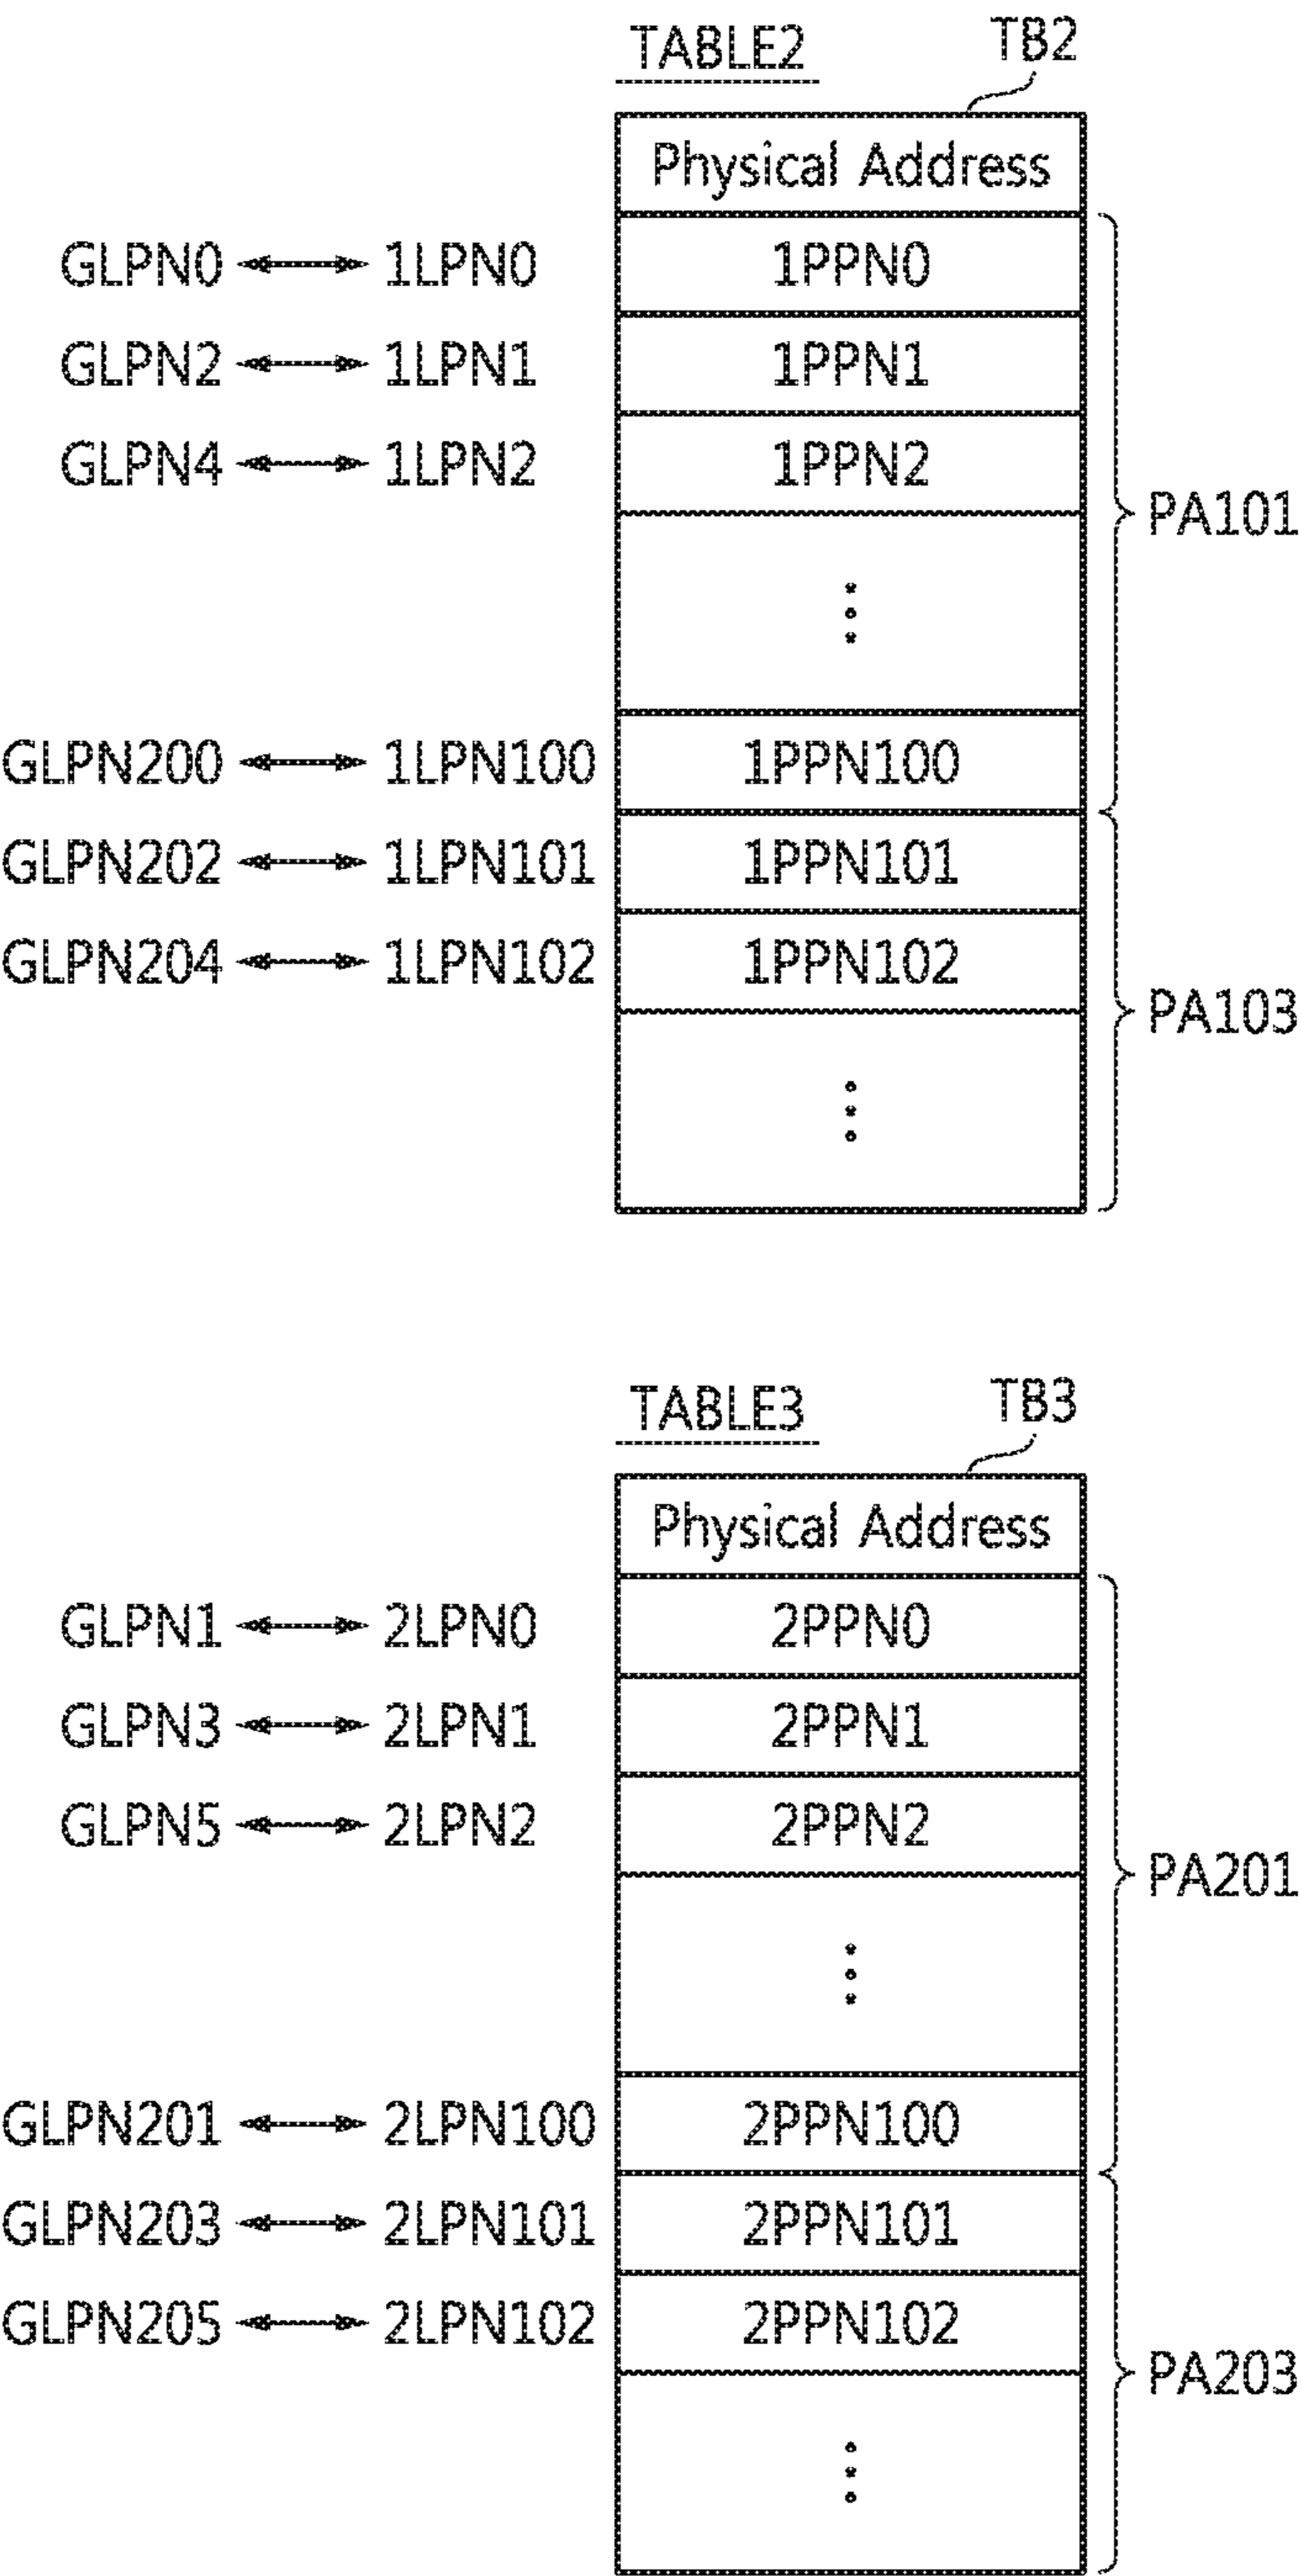 TABLE2 TB2
Physical Address
GLPN0 1LPN0 1PPN0
GLPN2 1LPN1 1PPN1
GLPN4 1LPN2 1PPN2
PA101
GLPN200 1LPN100 1PPN100
GLPN202 1LPN101 1PPN101
GLPN204 1LPN102 1PPN102
PA103
TABLE3 TB3
Physical Address
GLPN1 2LPN0 2PPN0
GLPN3 2LPN1 2PPN1
GLPN5 2LPN2 2PPN2
PA201
GLPN201 2LPN100 2PPN100
GLPN203 2LPN101 2PPN101
GLPN205 2LPN102 2PPN102
PA203